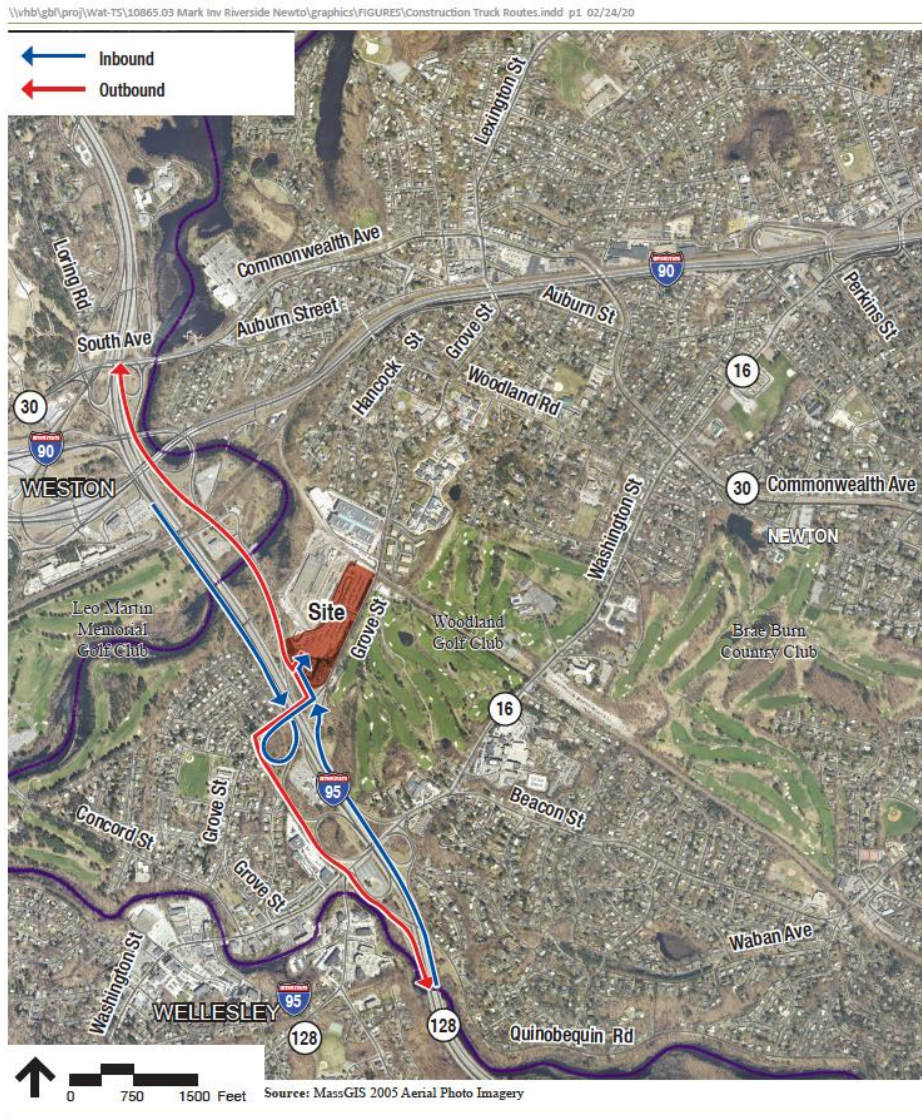 \\vhb\gbl\proj\Wat-TS\10865.03 Mark Inv Riverside Newto\graphics\FIGURES\Construction Truck Routes.indd p1 02/24/20
Inbound
Outbound
Lexington St
Loring Rd
Commonwealth Ave
90
Perkins St
Auburn Street
Auburn St
South Ave
Hancock St
Grove St
Woodland Rd
16
30
90
WESTON
30
Commonwealth Ave
Washington St
NEWTON
Leo Martin
Memorial
Golf Club
Site
Grove St
Woodland
Golf Club
Brae Burn
Country Club
16
95
Grove St
Beacon St
Concord St
Grove St
Waban Ave
Washington St
WELLESLEY
95
128
128
Quinobequin Rd
0 750 1500 Feet
Source: MassGIS 2005 Aerial Photo Imagery